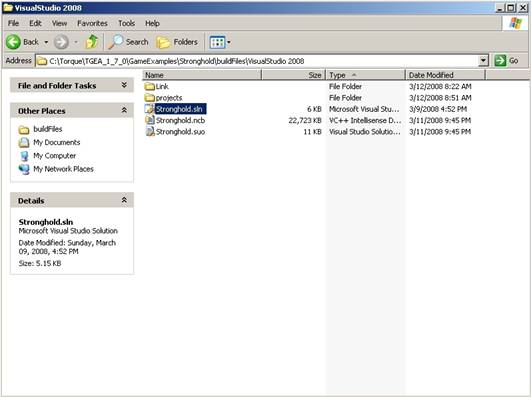 VisualStudio 2008
File Edit View Favorites Tools Help
Back Search Folders
Address C:\Torque\TGEA_1_7_0\GameExamples\Stronghold\buildFiles\VisualStudio 2008 Go
File and Folder Tasks
Other Places
buildFiles
My Documents
My Computer
My Network Places
Details
Stronghold.sln
Microsoft Visual Studio Solution
Date Modified: Sunday, March
09, 2008, 4:52 PM
Size: 5.15 KB
Name Size Type Date Modified
Link File Folder 3/12/2008 8:22 AM
projects File Folder 3/12/2008 8:51 AM
Stronghold.sln 6 KB Microsoft Visual Stu... 3/9/2008 4:52 PM
Stronghold.ncb 22,723 KB VC++ Intellisense D... 3/11/2008 9:45 PM
Stronghold.suo 11 KB Visual Studio Solutio... 3/11/2008 9:45 PM